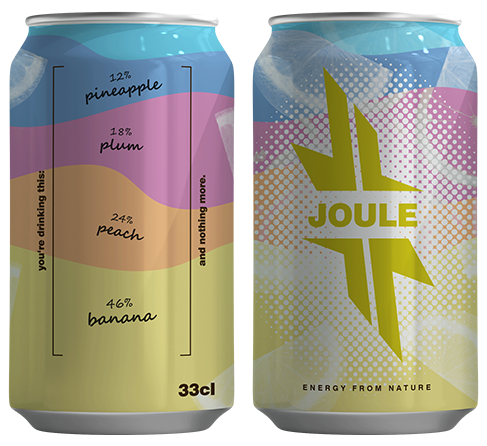 12%
pineapple
18%
plum
you're drinking this:
and nothing more.
24%
peach
46%
banana
33cl
JOULE
ENERGY FROM NATURE